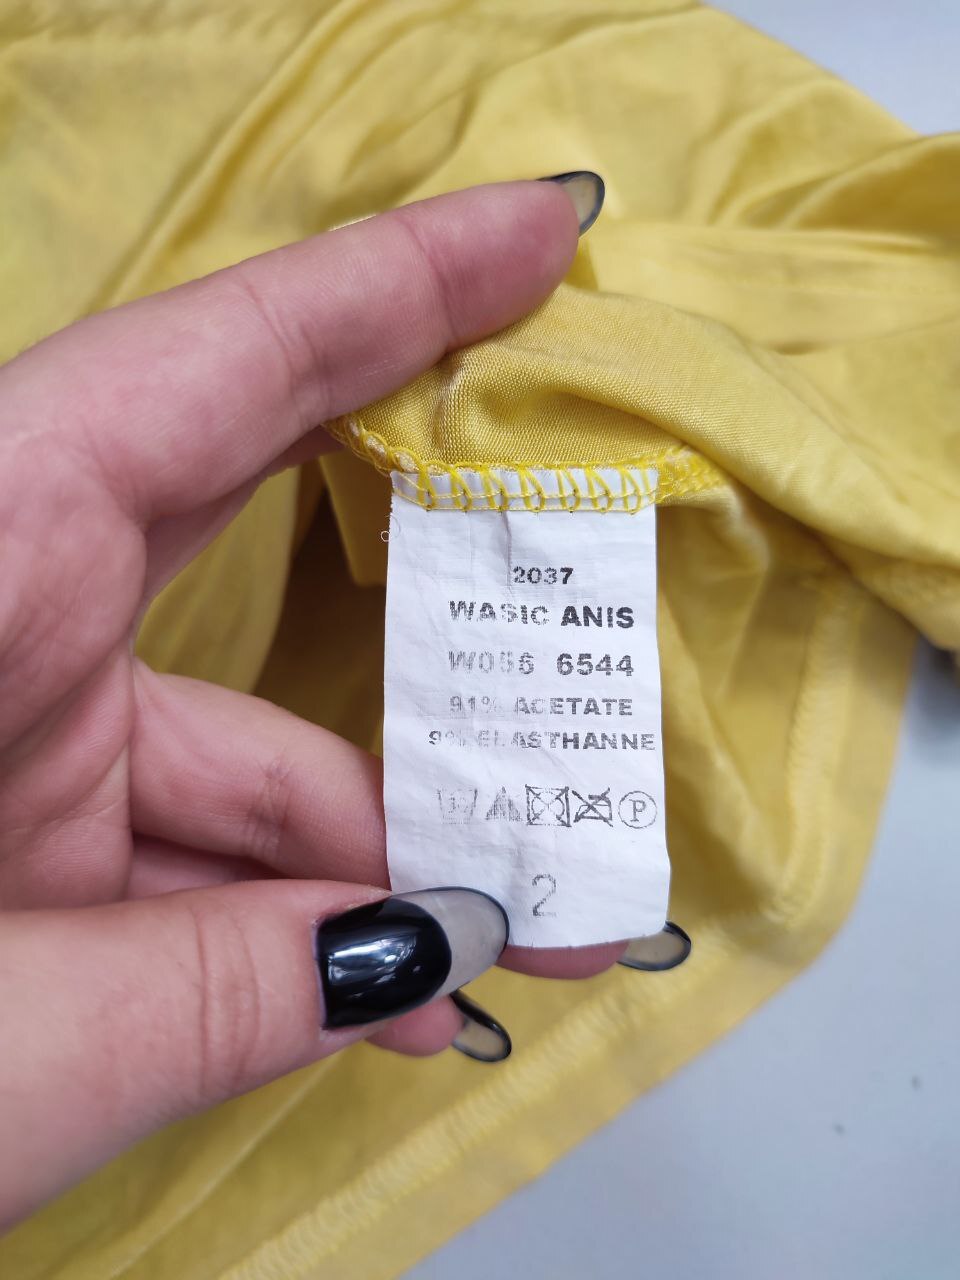 2037
WASIC ANIS
W056 6544
91% ACETATE
9% ELASTHANNE
P
2